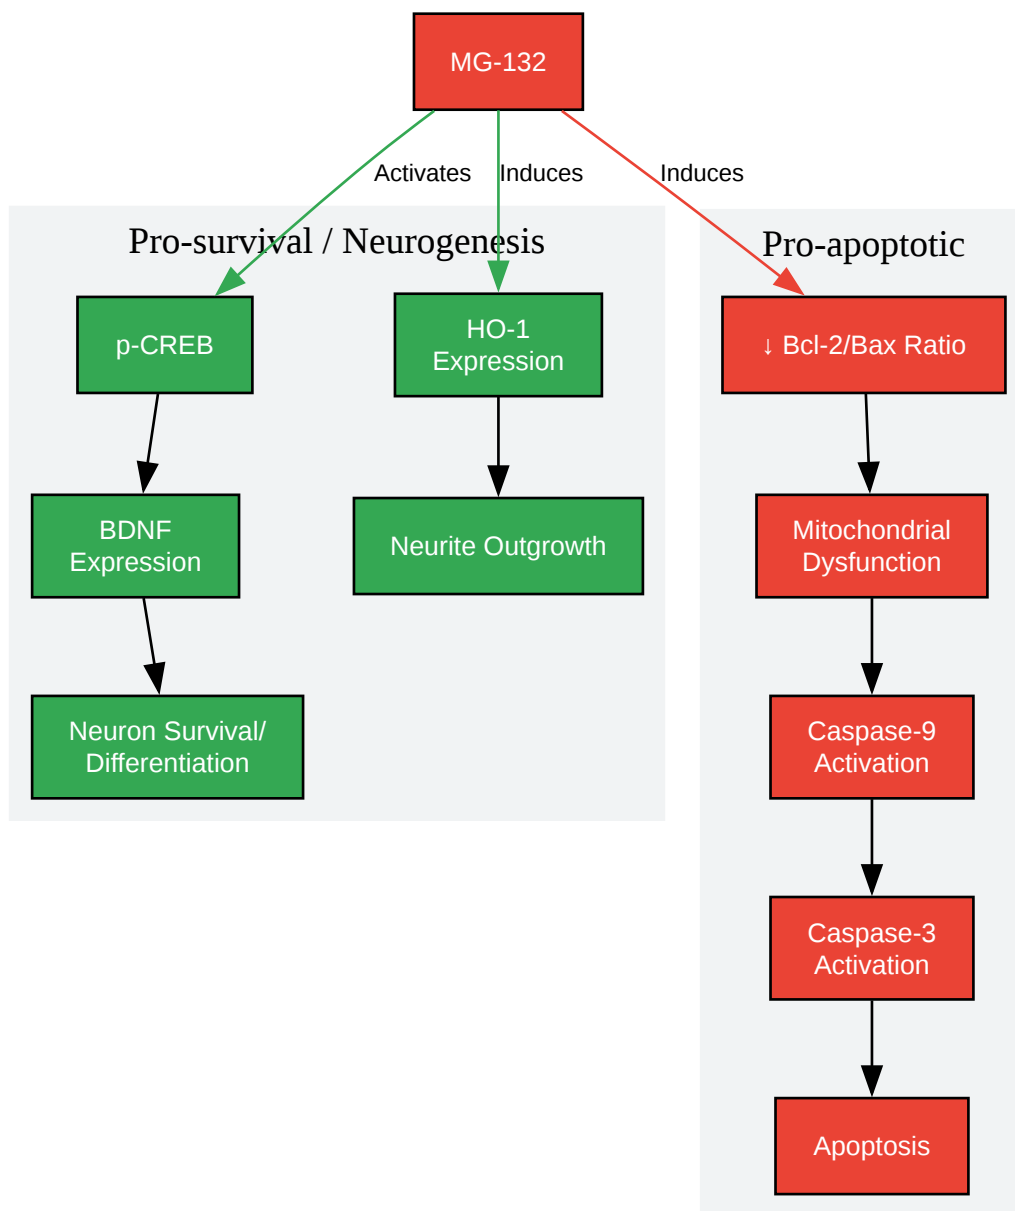 MG-132
Activates
Induces
Induces
Pro-survival / Neurogenesis
Pro-apoptotic
p-CREB
HO-1
Expression
↓ Bcl-2/Bax Ratio
BDNF
Expression
Neurite Outgrowth
Mitochondrial
Dysfunction
Neuron Survival/
Differentiation
Caspase-9
Activation
Caspase-3
Activation
Apoptosis